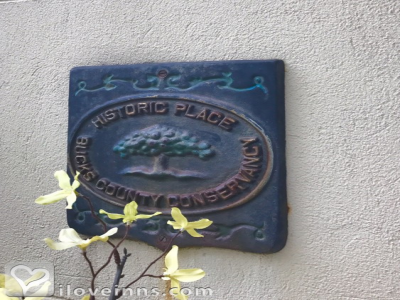 HISTORIC PLACE
BUCKS COUNTY CONSERVANCY
iloveinns.com